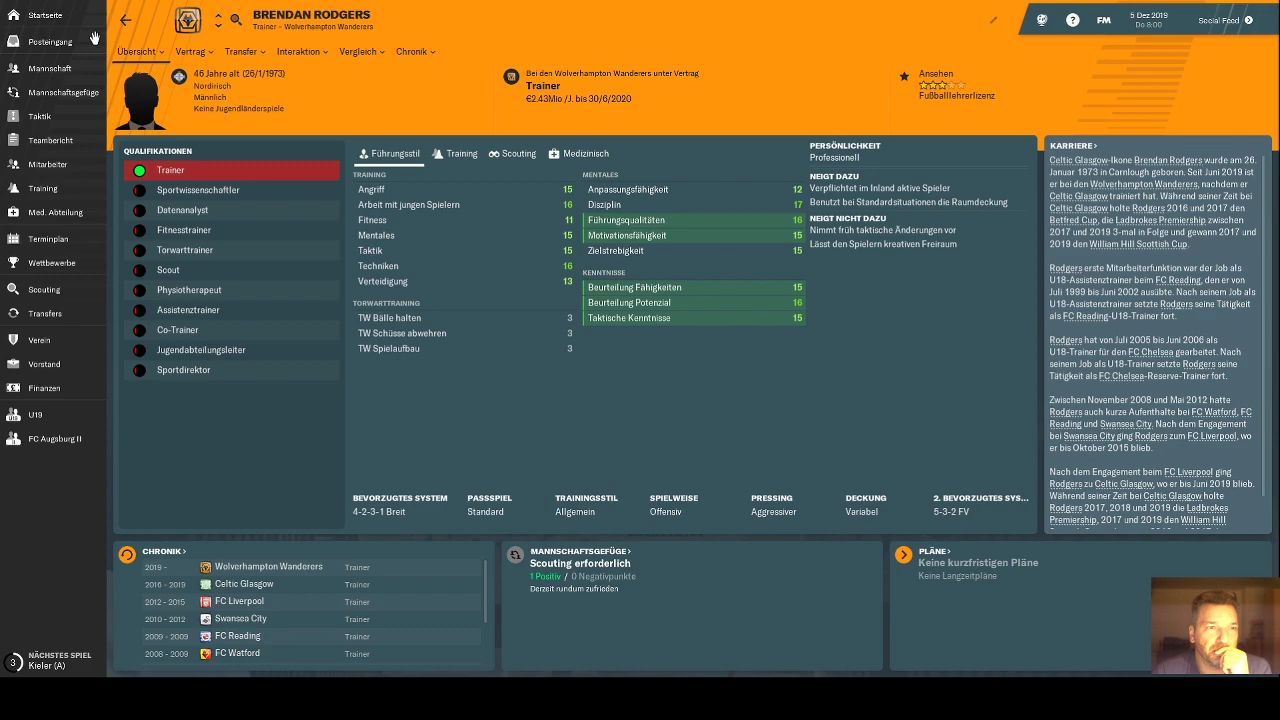 Startseite
Posteingang
Mannschaft
Mannschaftsgefüge
Taktik
Teambericht
Mitarbeiter
Training
Med. Abteilung
Terminplan
Wettbewerbe
Scouting
Transfers
Verein
Vorstand
Finanzen
U19
FC Augsburg II
3
NÄCHSTES SPIEL
Kieler (A)
BRENDAN RODGERS
Trainer – Wolverhampton Wanderers
FM
5 Dez 2019
Do 8:00
Social Feed
Übersicht Vertrag Transfer Interaktion Vergleich Chronik
46 Jahre alt (26/1/1973)
Nordirisch
Männlich
Keine Jugendländerspiele
Bei den Wolverhampton Wanderers unter Vertrag
Trainer
€2.43Mio /J. bis 30/6/2020
Ansehen
Fußballlehrerlizenz
QUALIFIKATIONEN
Trainer
Sportwissenschaftler
Datenanalyst
Fitnesstrainer
Torwarttrainer
Scout
Physiotherapeut
Assistenztrainer
Co-Trainer
Jugendabteilungsleiter
Sportdirektor
Führungsstil Training Scouting Medizinisch
TRAINING
Angriff 15
Arbeit mit jungen Spielern 16
Fitness 11
Mentales 15
Taktik 15
Techniken 16
Verteidigung 13
TORWARTTRAINING
TW Bälle halten 3
TW Schüsse abwehren 3
TW Spielaufbau 3
MENTALES
Anpassungsfähigkeit 12
Disziplin 17
Führungsqualitäten 16
Motivationsfähigkeit 15
Zielstrebigkeit 15
KENNTNISSE
Beurteilung Fähigkeiten 15
Beurteilung Potenzial 16
Taktische Kenntnisse 15
PERSÖNLICHKEIT
Professionell
NEIGT DAZU
Verpflichtet im Inland aktive Spieler
Benutzt bei Standardsituationen die Raumdeckung
NEIGT NICHT DAZU
Nimmt früh taktische Änderungen vor
Lässt den Spielern kreativen Freiraum
BEVORZUGTES SYSTEM PASSSPIEL TRAININGSSTIL SPIELWEISE PRESSING DECKUNG 2. BEVORZUGTES SYS...
4-2-3-1 Breit Standard Allgemein Offensiv Aggressiver Variabel 5-3-2 FV
KARRIERE
Celtic Glasgow-Ikone Brendan Rodgers wurde am 26.
Januar 1973 in Carnlough geboren. Seit Juni 2019 ist
er bei den Wolverhampton Wanderers, nachdem er
Celtic Glasgow trainiert hat. Während seiner Zeit bei
Celtic Glasgow holte Rodgers 2016 und 2017 den
Betfred Cup, die Ladbrokes Premiership zwischen
2017 und 2019 3-mal in Folge und gewann 2017 und
2019 den William Hill Scottish Cup.
Rodgers erste Mitarbeiterfunktion war der Job als
U18-Assistenztrainer beim FC Reading, den er von
Juli 1999 bis Juni 2002 ausübte. Nach seinem Job als
U18-Assistenztrainer setzte Rodgers seine Tätigkeit
als FC Reading-U18-Trainer fort.
Rodgers hat von Juli 2005 bis Juni 2006 als
U18-Trainer für den FC Chelsea gearbeitet. Nach
seinem Job als U18-Trainer setzte Rodgers seine
Tätigkeit als FC Chelsea-Reserve-Trainer fort.
Zwischen November 2008 und Mai 2012 hatte
Rodgers auch kurze Aufenthalte bei FC Watford, FC
Reading und Swansea City. Nach dem Engagement
bei Swansea City ging Rodgers zum FC Liverpool, wo
er bis Oktober 2015 blieb.
Nach dem Engagement beim FC Liverpool ging
Rodgers zu Celtic Glasgow, wo er bis Juni 2019 blieb.
Während seiner Zeit bei Celtic Glasgow holte
Rodgers 2017, 2018 und 2019 die Ladbrokes
Premiership, 2017 und 2019 den William Hill
CHRONIK
2019 - Wolverhampton Wanderers Trainer
2016 - 2019 Celtic Glasgow Trainer
2012 - 2015 FC Liverpool Trainer
2010 - 2012 Swansea City Trainer
2009 - 2009 FC Reading Trainer
2008 - 2009 FC Watford Trainer
MANNSCHAFTSGEFÜGE
Scouting erforderlich
1 Positiv / 0 Negativpunkte
Derzeit rundum zufrieden
PLÄNE
Keine kurzfristigen Pläne
Keine Langzeitpläne